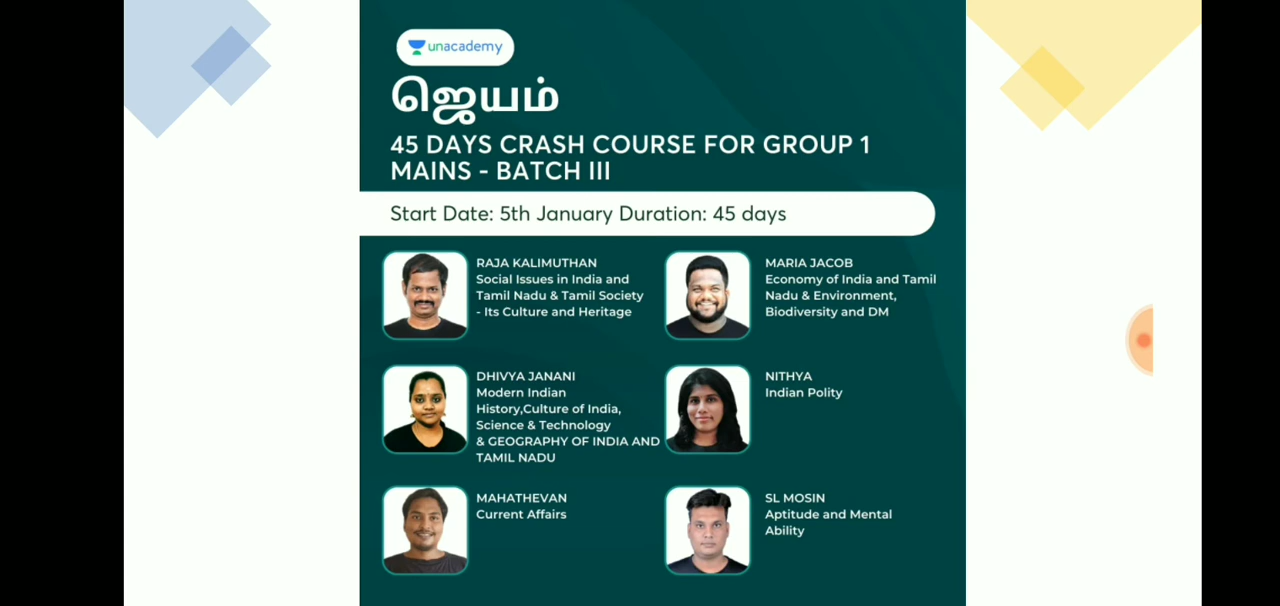 unacademy
ஜெயம்
45 DAYS CRASH COURSE FOR GROUP 1
MAINS - BATCH III
Start Date: 5th January Duration: 45 days
RAJA KALIMUTHAN
Social Issues in India and
Tamil Nadu & Tamil Society
- Its Culture and Heritage
MARIA JACOB
Economy of India and Tamil
Nadu & Environment,
Biodiversity and DM
DHIVYA JANANI
Modern Indian
History,Culture of India,
Science & Technology
& GEOGRAPHY OF INDIA AND
TAMIL NADU
NITHYA
Indian Polity
MAHATHEVAN
Current Affairs
SL MOSIN
Aptitude and Mental
Ability